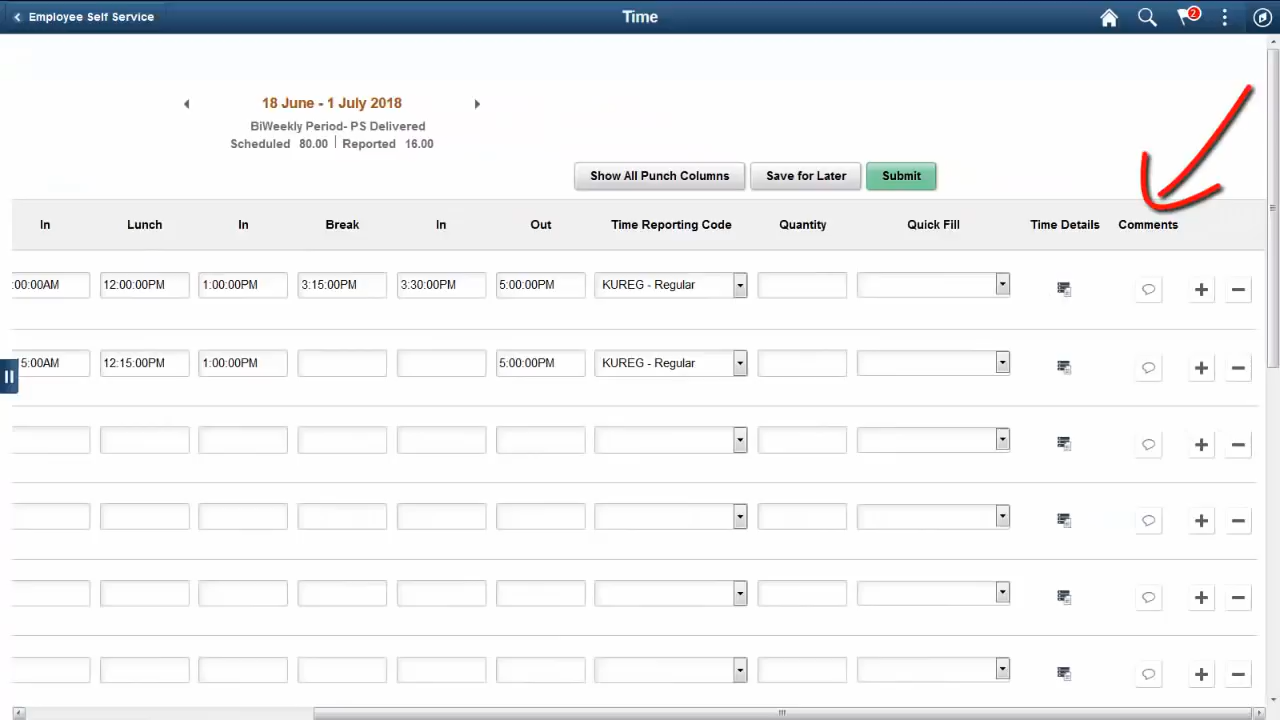 Employee Self Service
Time
2
18 June - 1 July 2018
BiWeekly Period- PS Delivered
Scheduled 80.00 | Reported 16.00
Show All Punch Columns
Save for Later
Submit
In Lunch In Break In Out Time Reporting Code Quantity Quick Fill Time Details Comments
:00:00AM 12:00:00PM 1:00:00PM 3:15:00PM 3:30:00PM 5:00:00PM KUREG - Regular
5:00AM 12:15:00PM 1:00:00PM 5:00:00PM KUREG - Regular